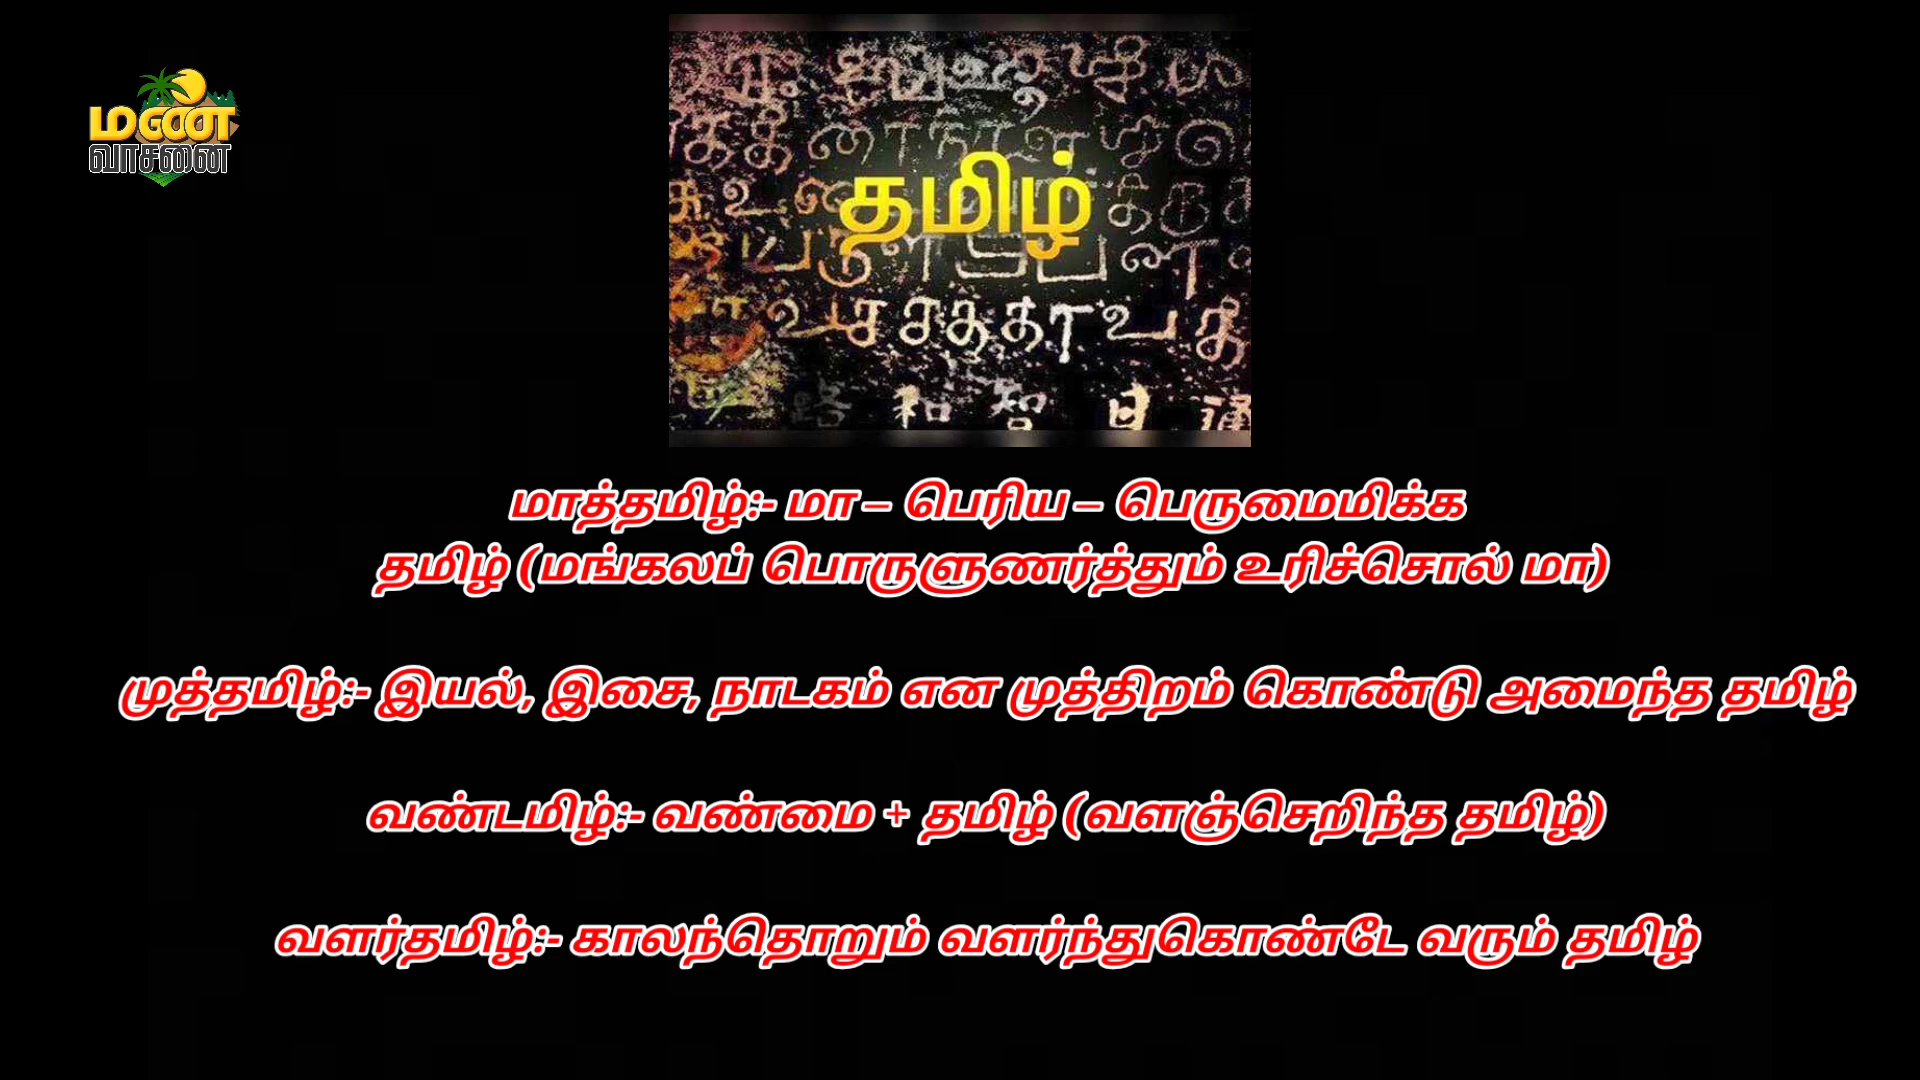 மண்
வாசனை
தமிழ்
மாத்தமிழ்:- மா – பெரிய – பெருமைமிக்க
தமிழ் (மங்கலப் பொருளுணர்த்தும் உரிச்சொல் மா)
முத்தமிழ்:- இயல், இசை, நாடகம் என முத்திறம் கொண்டு அமைந்த தமிழ்
வண்டமிழ்:- வண்மை + தமிழ் (வளஞ்செறிந்த தமிழ்)
வளர்தமிழ்:- காலந்தொறும் வளர்ந்துகொண்டே வரும் தமிழ்